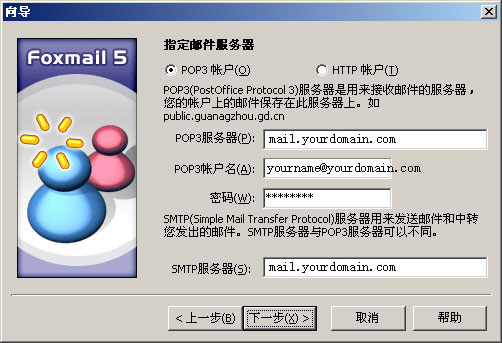 向导
Foxmail 5
指定邮件服务器
POP3 帐户(O)
HTTP 帐户(T)
POP3(PostOffice Protocol 3)服务器是用来接收邮件的服务器，
您的帐户上的邮件保存在此服务器上。如
public.guanagzhou.gd.cn
POP3服务器(P): mail.yourdomain.com
POP3帐户名(A): yourname@yourdomain.com
密码(W): ********
SMTP(Simple Mail Transfer Protocol)服务器用来发送邮件和中转
您发出的邮件。SMTP服务器与POP3服务器可以不同。
SMTP服务器(S): mail.yourdomain.com
< 上一步(B) 下一步(X) > 取消 帮助